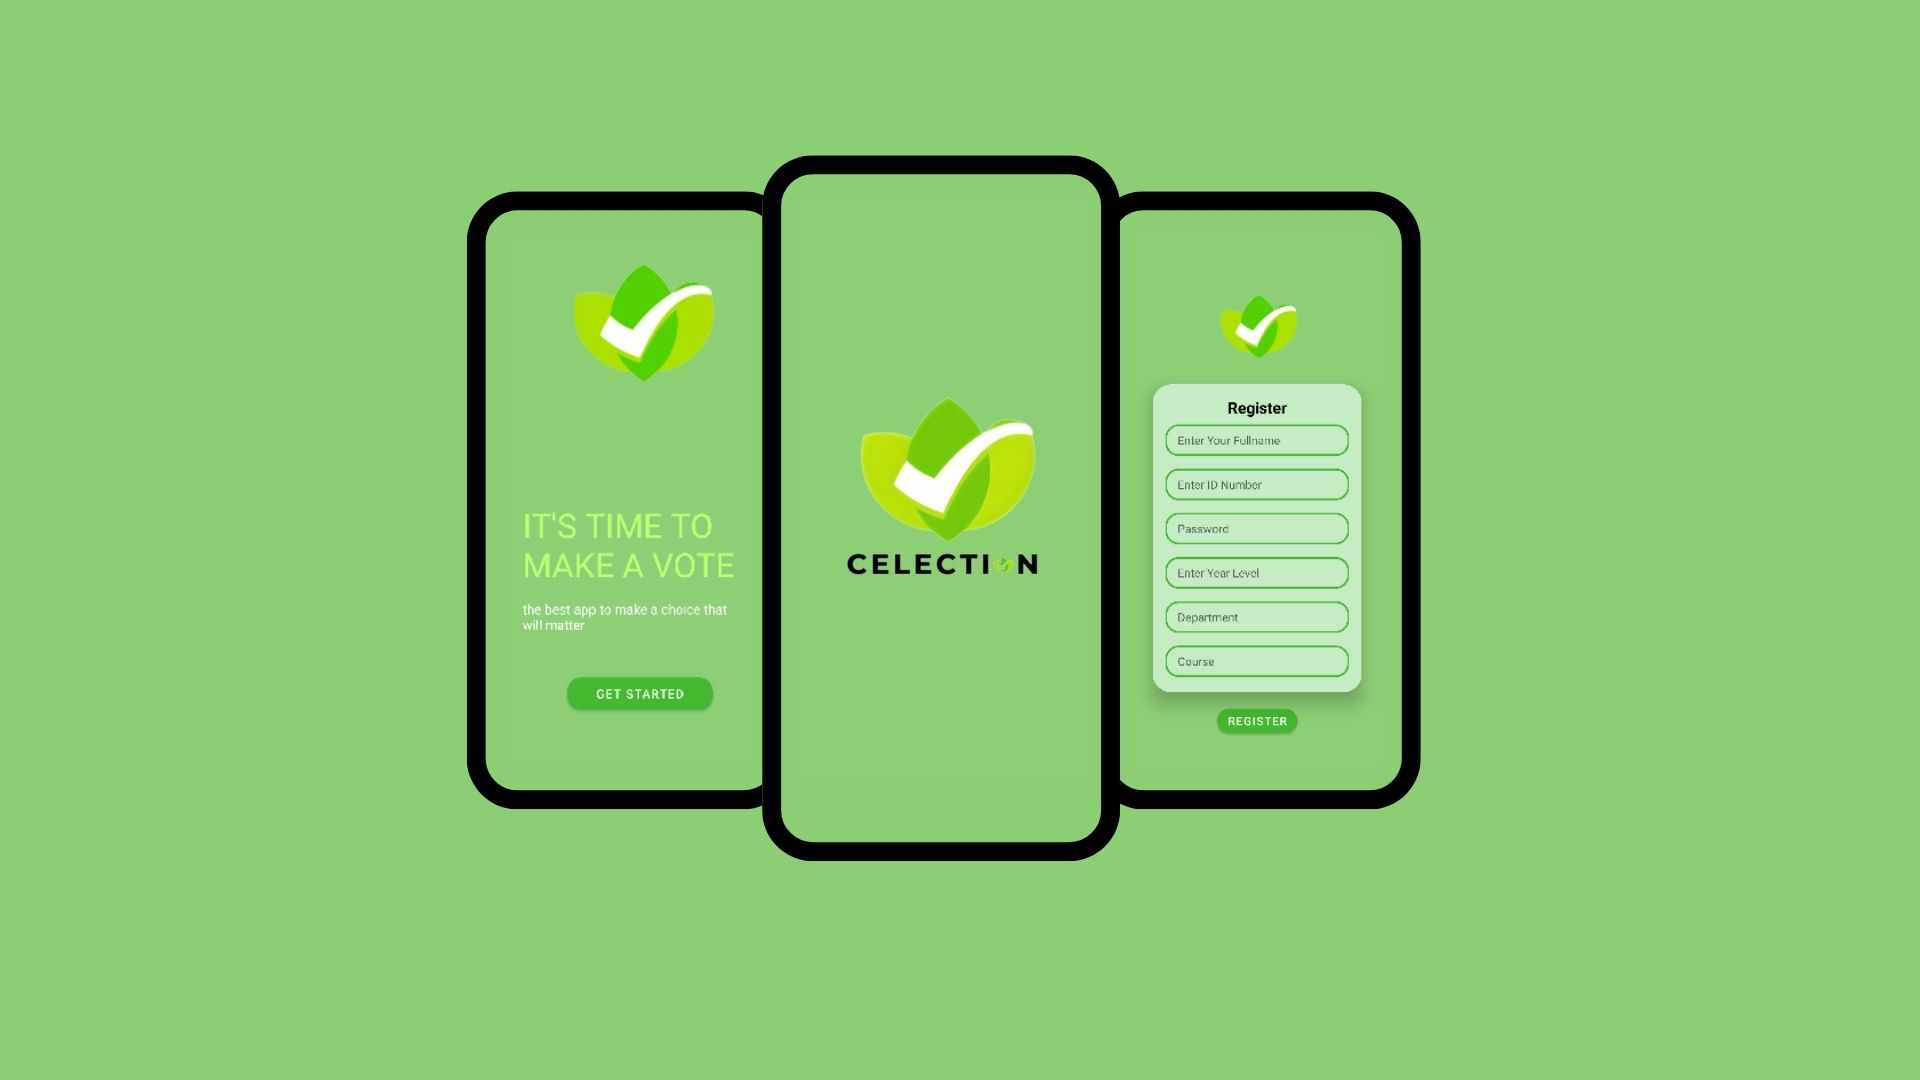 IT'S TIME TO
MAKE A VOTE
the best app to make a choice that
will matter
GET STARTED
CELECTION
Register
Enter Your Fullname
Enter ID Number
Password
Enter Year Level
Department
Course
REGISTER